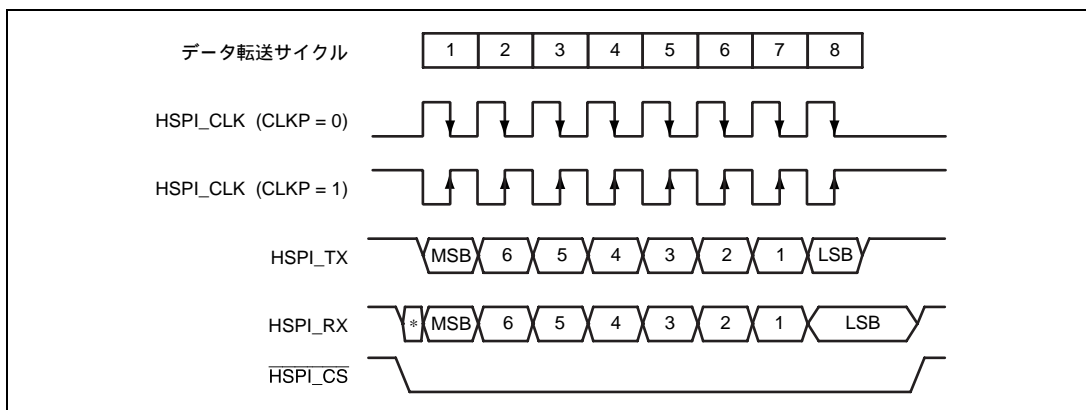 データ転送サイクル 1 2 3 4 5 6 7 8
HSPI_CLK (CLKP = 0)
HSPI_CLK (CLKP = 1)
HSPI_TX MSB 6 5 4 3 2 1 LSB
HSPI_RX * MSB 6 5 4 3 2 1 LSB
HSPI_CS